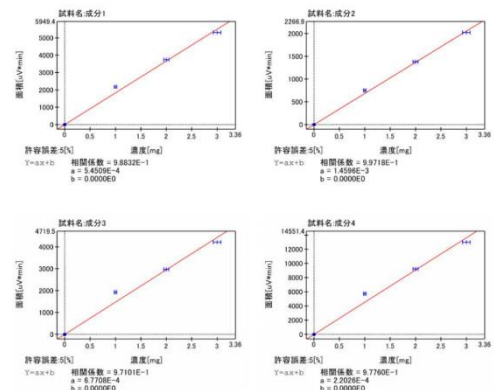 試料名:成分1
5949.4
5000
4000
3000
2000
1000
0
面積[uV*min]
0 0.5 1 1.5 2 2.5 3 3.36
許容誤差:5[%] 濃度[mg]
Y=ax+b 相関係数 = 9.8832E-1
a = 5.4509E-4
b = 0.0000E0
試料名:成分2
2266.9
2000
1500
1000
500
0
面積[uV*min]
0 0.5 1 1.5 2 2.5 3 3.36
許容誤差:5[%] 濃度[mg]
Y=ax+b 相関係数 = 9.9718E-1
a = 1.4596E-3
b = 0.0000E0
試料名:成分3
4719.5
4000
3000
2000
1000
0
面積[uV*min]
0 0.5 1 1.5 2 2.5 3 3.36
許容誤差:5[%] 濃度[mg]
Y=ax+b 相関係数 = 9.7101E-1
a = 6.7708E-4
b = 0.0000E0
試料名:成分4
14551.4
12000
10000
8000
6000
4000
2000
0
面積[uV*min]
0 0.5 1 1.5 2 2.5 3 3.36
許容誤差:5[%] 濃度[mg]
Y=ax+b 相関係数 = 9.7760E-1
a = 2.2026E-4
b = 0.0000E0